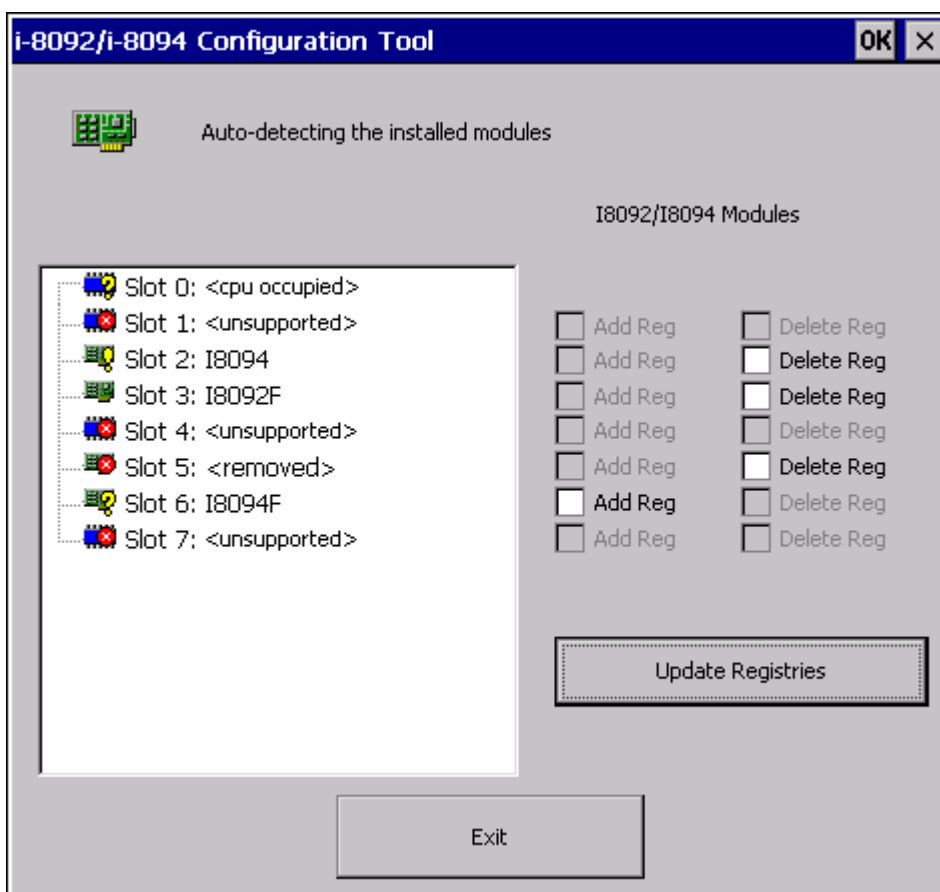 i-8092/i-8094 Configuration Tool OK
Auto-detecting the installed modules
I8092/I8094 Modules
Slot 0: <cpu occupied>
Slot 1: <unsupported> Add Reg Delete Reg
Slot 2: I8094 Add Reg Delete Reg
Slot 3: I8092F Add Reg Delete Reg
Slot 4: <unsupported> Add Reg Delete Reg
Slot 5: <removed> Add Reg Delete Reg
Slot 6: I8094F Add Reg Delete Reg
Slot 7: <unsupported> Add Reg Delete Reg
Update Registries
Exit